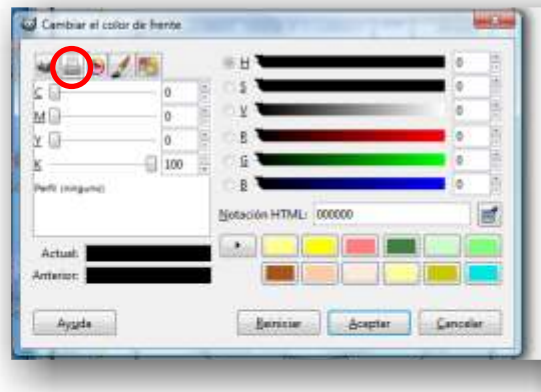 Cambiar el color de frente
H 0
S 0
V 0
R 0
G 0
B 0
C 0
M 0
Y 0
K 100
Perfil: (ninguno)
Notación HTML: 000000
Actual:
Anterior:
Ayuda
Reiniciar
Aceptar
Cancelar